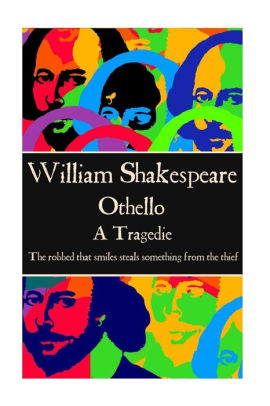 William Shakespeare
Othello
A Tragedie
The robbed that smiles steals something from the thief